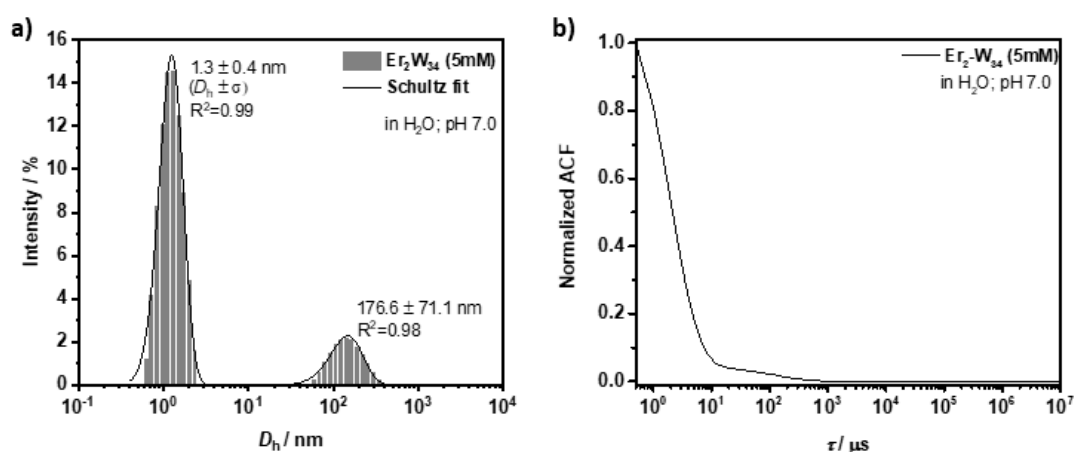 a)
16
14
12
10
8
6
4
2
0
Intensity / %
10⁻¹ 10⁰ 10¹ 10² 10³ 10⁴
D_h / nm
1.3 ± 0.4 nm
(D_h ± σ)
R²=0.99
176.6 ± 71.1 nm
R²=0.98
Er₂W₃₄ (5mM)
Schultz fit
in H₂O; pH 7.0
b)
1.0
0.8
0.6
0.4
0.2
0.0
Normalized ACF
10⁰ 10¹ 10² 10³ 10⁴ 10⁵ 10⁶ 10⁷
τ / μs
Er₂-W₃₄ (5mM)
in H₂O; pH 7.0